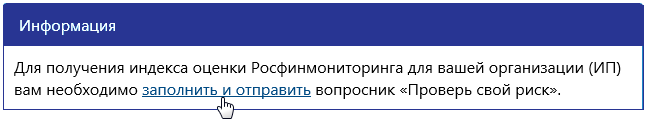 Информация
Для получения индекса оценки Росфинмониторинга для вашей организации (ИП)
вам необходимо заполнить и отправить вопросник «Проверь свой риск».